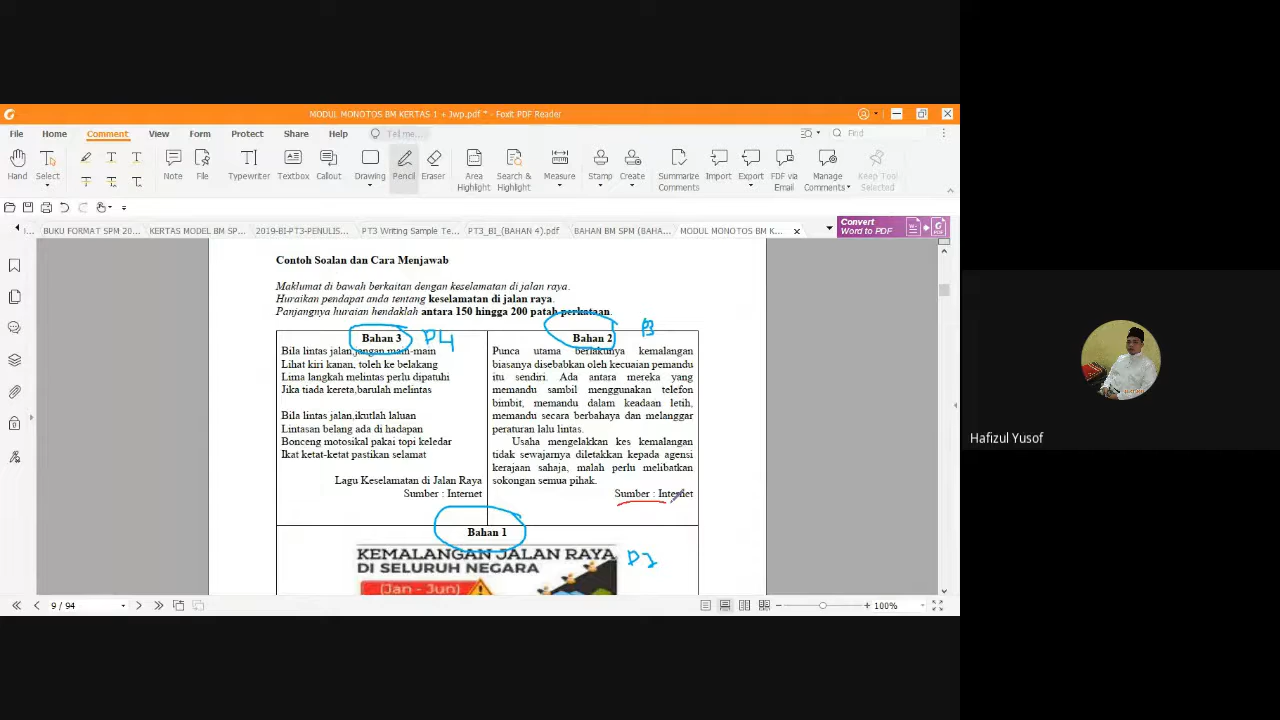 MODUL MONOTOS BM KERTAS 1 + Jwp.pdf * - Foxit PDF Reader
File Home Comment View Form Protect Share Help Tell me... Find
Hand Select Note File Typewriter Textbox Callout Drawing Pencil Eraser Area Highlight Search & Highlight Measure Stamp Create Summarize Comments Import Export FDF via Email Manage Comments Keep Tool Selected
BUKU FORMAT SPM 20... KERTAS MODEL BM SP... 2019-BI-PT3-PENULIS... PT3 Writing Sample Te... PT3_BI_(BAHAN 4).pdf BAHAN BM SPM (BAHA... MODUL MONOTOS BM K...
Convert
Word to PDF
Contoh Soalan dan Cara Menjawab
Maklumat di bawah berkaitan dengan keselamatan di jalan raya.
Huraikan pendapat anda tentang keselamatan di jalan raya.
Panjangnya huraian hendaklah antara 150 hingga 200 patah perkataan.
Bahan 3
P4
Bila lintas jalan,jangan main-main
Lihat kiri kanan, toleh ke belakang
Lima langkah melintas perlu dipatuhi
Jika tiada kereta,barulah melintas
Bila lintas jalan,ikutlah laluan
Lintasan belang ada di hadapan
Bonceng motosikal pakai topi keledar
Ikat ketat-ketat pastikan selamat
Lagu Keselamatan di Jalan Raya
Sumber : Internet
Bahan 2
Punca utama berlakunya kemalangan
biasanya disebabkan oleh kecuaian pemandu
itu sendiri. Ada antara mereka yang
memandu sambil menggunakan telefon
bimbit, memandu dalam keadaan letih,
memandu secara berbahaya dan melanggar
peraturan lalu lintas.
Usaha mengelakkan kes kemalangan
tidak sewajarnya diletakkan kepada agensi
kerajaan sahaja, malah perlu melibatkan
sokongan semua pihak.
Sumber : Internet
Bahan 1
KEMALANGAN JALAN RAYA
DI SELURUH NEGARA
(Jan - Jun)
9 / 94
100%
Hafizul Yusof